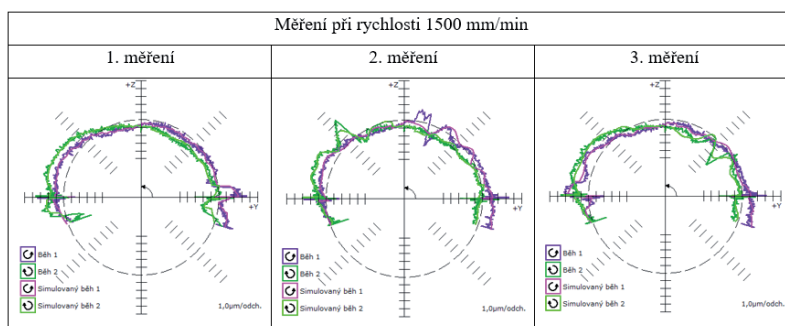 Měření při rychlosti 1500 mm/min
1. měření
2. měření
3. měření
+Z
+Y
Běh 1
Běh 2
Simulovaný běh 1
Simulovaný běh 2
1,0µm/odch.
+Z
+Y
Běh 1
Běh 2
Simulovaný běh 1
Simulovaný běh 2
1,0µm/odch.
+Z
+Y
Běh 1
Běh 2
Simulovaný běh 1
Simulovaný běh 2
1,0µm/odch.